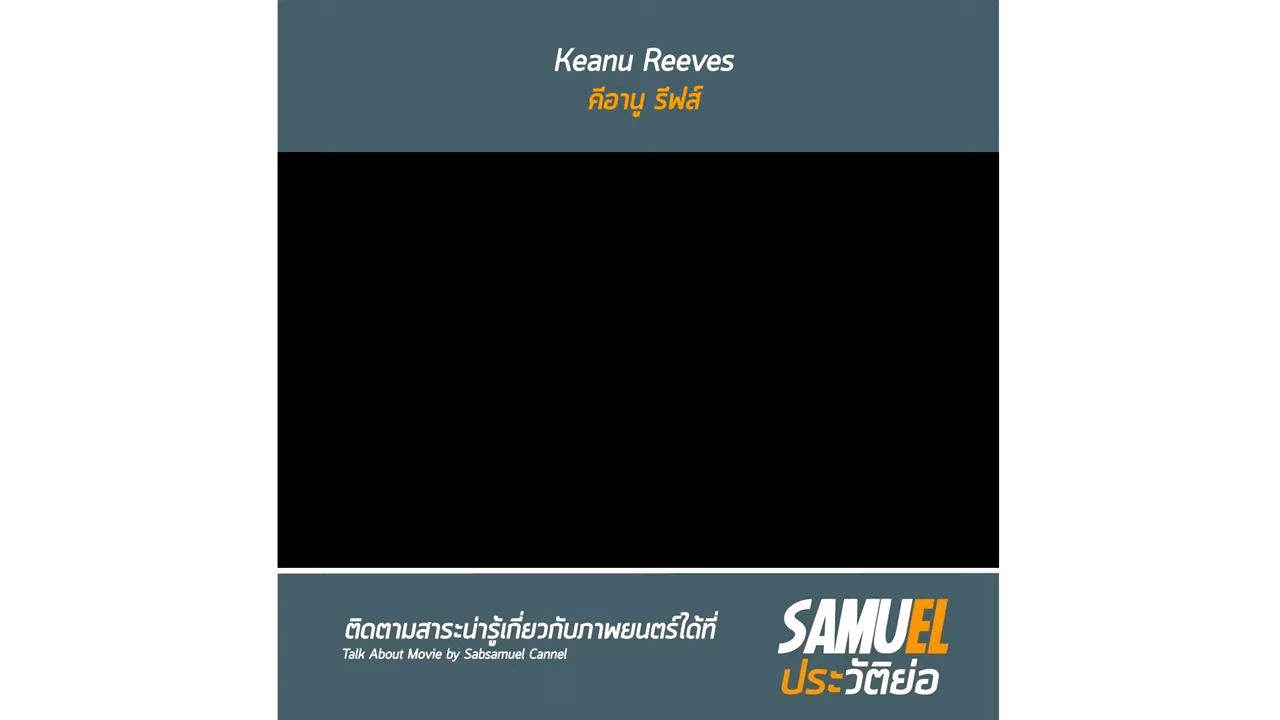 Keanu Reeves
คีอานู รีฟส์
ติดตามสาระน่ารู้เกี่ยวกับภาพยนตร์ได้ที่
Talk About Movie by Sabsamuel Cannel
SAMUEL
ประวัติย่อ